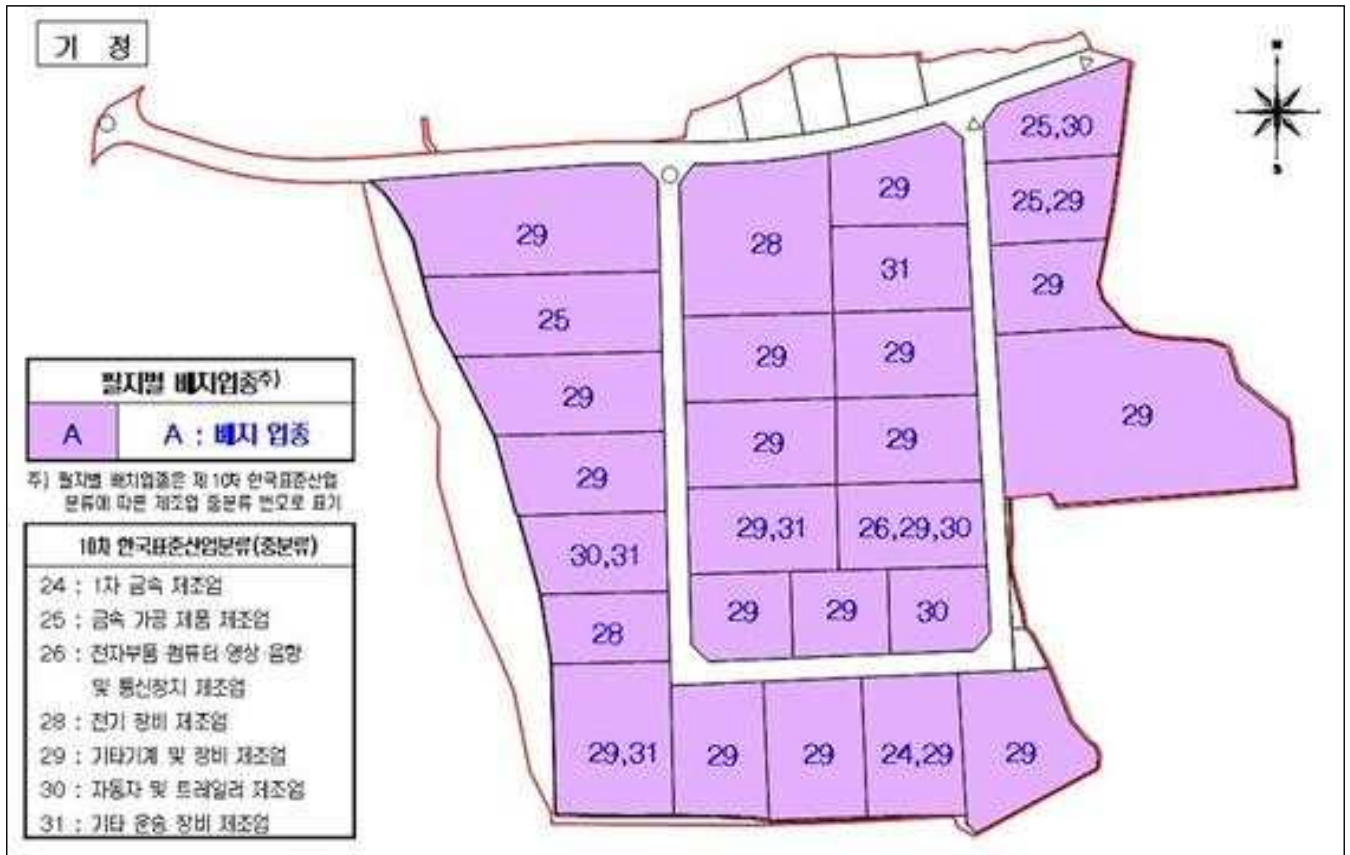 기 정
25,30
29
25,29
29
28
31
29
25
29
29
29
29
29
29
29
29
29,31
26,29,30
30,31
29
29
30
28
29,31
29
29
24,29
29
필지별 배치업종주)
A
A : 배치 업종
주) 필지별 배치업종은 제 10차 한국표준산업
분류에 따른 제조업 중분류 번호로 표기
10차 한국표준산업분류(중분류)
24 : 1차 금속 제조업
25 : 금속 가공 제품 제조업
26 : 전자부품 컴퓨터 영상 음향
및 통신장치 제조업
28 : 전기 장비 제조업
29 : 기타기계 및 장비 제조업
30 : 자동차 및 트레일러 제조업
31 : 기타 운송 장비 제조업